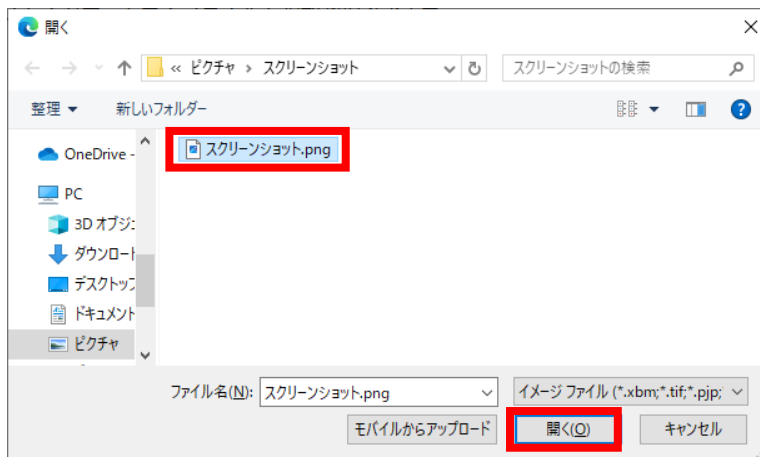 開く
« ピクチャ › スクリーンショット
スクリーンショットの検索
整理
新しいフォルダー
?
OneDrive -
スクリーンショット.png
PC
3D オブジェ
ダウンロード
デスクトップ
ドキュメント
ピクチャ
ファイル名(N):
スクリーンショット.png
イメージ ファイル (*.xbm;*.tif;*.pjp;
モバイルからアップロード
開く(O)
キャンセル